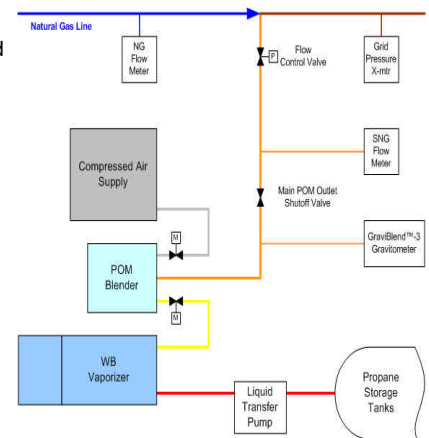 Natural Gas Line
NG
Flow
Meter
Flow
Control Valve
P
Grid
Pressure
X-mtr
SNG
Flow
Meter
Compressed Air
Supply
Main POM Outlet
Shutoff Valve
GraviBlend™-3
Gravitometer
M
POM
Blender
M
WB
Vaporizer
Liquid
Transfer
Pump
Propane
Storage
Tanks